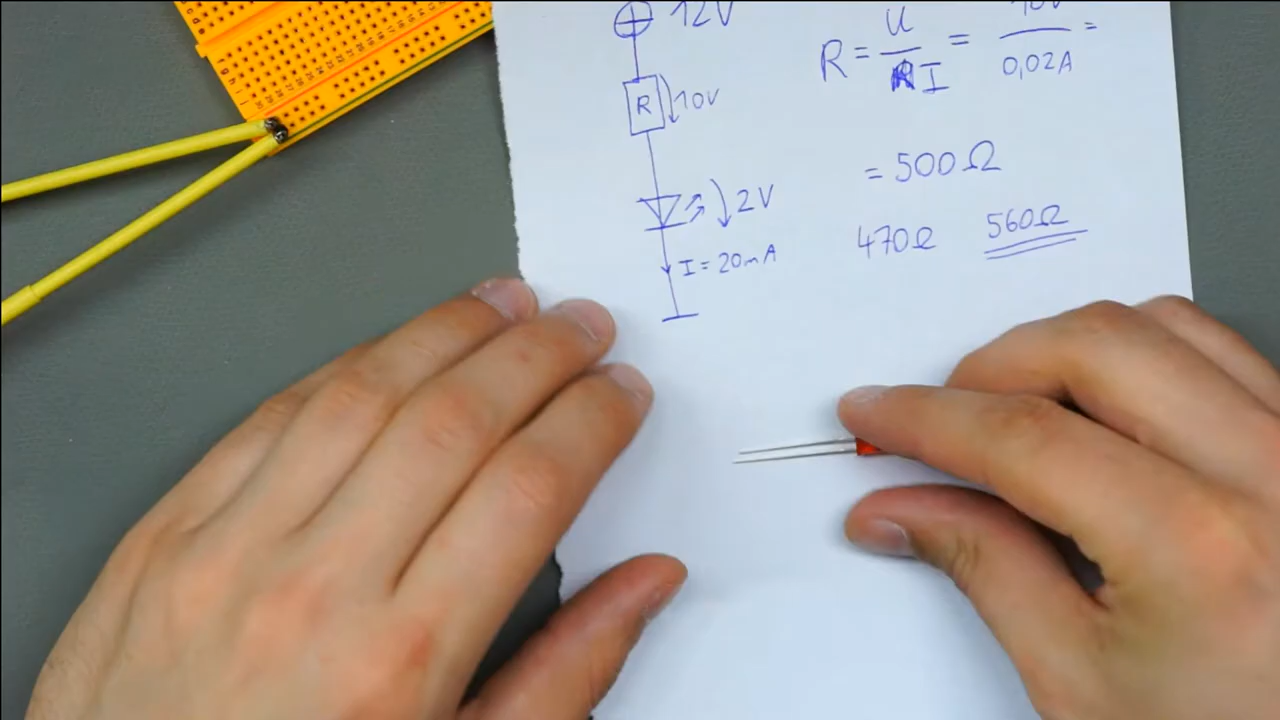 12V
R
10V
2V
I = 20mA
R = U / I = 10V / 0,02A =
= 500Ω
470Ω 560Ω